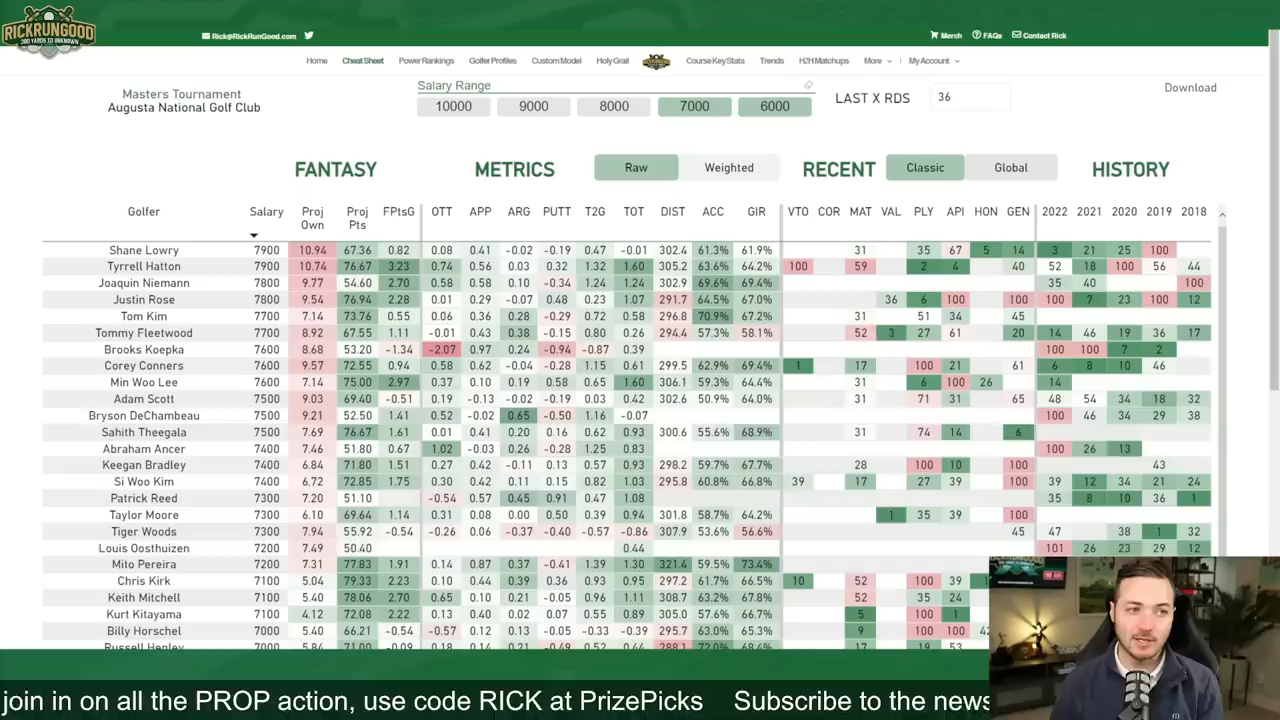 RICKRUNGOOD
300 YARDS TO UNKNOWN
Rick@RickRunGood.com
Merch FAQs Contact Rick
Home Cheat Sheet Power Rankings Golfer Profiles Custom Model Holy Grail Course Key Stats Trends H2H Matchups More My Account
Masters Tournament
Augusta National Golf Club
Salary Range
10000 9000 8000 7000 6000
LAST X RDS 36
Download
FANTASY METRICS Raw Weighted RECENT Classic Global HISTORY
Golfer Salary Proj Own Proj Pts FPtsG OTT APP ARG PUTT T2G TOT DIST ACC GIR VTO COR MAT VAL PLY API HON GEN 2022 2021 2020 2019 2018
Shane Lowry 7900 10.94 67.36 0.82 0.08 0.41 -0.02 -0.19 0.47 -0.01 302.4 61.3% 61.9% 31 35 67 5 14 3 21 25 100
Tyrrell Hatton 7900 10.74 76.67 3.23 0.74 0.56 0.03 0.32 1.32 1.60 305.2 63.6% 64.2% 100 59 2 4 40 52 18 100 56 44
Joaquin Niemann 7800 9.77 54.60 2.70 0.58 0.58 0.10 -0.34 1.24 1.24 302.9 69.6% 69.4% 35 40 100
Justin Rose 7800 9.54 76.94 2.28 0.01 0.29 -0.07 0.48 0.23 1.07 291.7 64.5% 67.0% 36 6 100 100 100 7 23 100 12
Tom Kim 7700 7.14 73.76 0.55 0.06 0.36 0.28 -0.29 0.72 0.58 296.8 70.9% 67.2% 31 51 34 45
Tommy Fleetwood 7700 8.92 67.55 1.11 -0.01 0.43 0.38 -0.15 0.80 0.26 294.4 57.3% 58.1% 52 3 27 61 20 14 46 19 36 17
Brooks Koepka 7600 8.68 53.20 -1.34 -2.07 0.97 0.24 -0.94 -0.87 0.39 100 100 7 2
Corey Conners 7600 9.57 72.55 0.94 0.58 0.62 -0.04 -0.28 1.15 0.61 299.5 62.9% 69.4% 1 17 100 21 61 6 8 10 46
Min Woo Lee 7600 7.14 75.00 2.97 0.37 0.10 0.19 0.58 0.65 1.60 306.1 59.3% 64.4% 31 6 100 26 14
Adam Scott 7500 9.03 69.40 -0.51 0.19 -0.13 -0.02 -0.19 0.03 0.42 302.6 50.9% 64.0% 31 71 31 65 48 54 34 18 32
Bryson DeChambeau 7500 9.21 52.50 1.41 0.52 -0.02 0.65 -0.50 1.16 -0.07 100 46 34 29 38
Sahith Theegala 7500 7.69 76.67 1.61 0.01 0.41 0.20 0.16 0.62 0.93 300.6 55.6% 68.9% 31 74 14 6
Abraham Ancer 7400 7.46 51.80 0.67 1.02 -0.03 0.26 -0.28 1.25 0.83 100 26 13
Keegan Bradley 7400 6.84 71.80 1.51 0.27 0.42 -0.11 0.13 0.57 0.93 298.2 59.7% 67.7% 28 100 10 100 43
Si Woo Kim 7400 6.72 72.85 1.75 0.30 0.42 0.11 0.15 0.82 1.03 295.8 60.8% 66.8% 39 17 27 39 100 39 12 34 21 24
Patrick Reed 7300 7.20 51.10 -0.54 0.57 0.45 0.91 0.47 1.08 35 8 10 36 1
Taylor Moore 7300 6.10 69.64 1.14 0.31 0.08 0.00 0.50 0.39 0.94 301.8 58.7% 64.2% 1 35 39 100
Tiger Woods 7300 7.94 55.92 -0.54 -0.26 0.06 -0.37 -0.40 -0.57 -0.86 307.9 53.6% 56.6% 45 47 38 1 32
Louis Oosthuizen 7200 7.49 50.40 0.44 101 26 23 29 12
Mito Pereira 7200 7.31 77.83 1.91 0.14 0.87 0.37 -0.41 1.39 1.30 321.4 59.5% 73.4%
Chris Kirk 7100 5.04 79.33 2.23 0.10 0.44 0.39 0.36 0.93 0.95 297.2 61.7% 66.5% 10 52 100 39
Keith Mitchell 7100 5.40 78.06 2.70 0.65 0.10 0.21 -0.05 0.96 1.11 308.7 63.2% 67.8% 52 35 24
Kurt Kitayama 7100 4.12 72.08 2.22 0.13 0.40 0.02 0.07 0.55 0.89 305.0 57.6% 66.7% 5 100 1
Billy Horschel 7000 5.40 66.21 -0.54 -0.57 0.12 0.13 -0.05 -0.33 -0.39 295.7 63.0% 65.3% 9 100 100
Russell Henley 7000 5.84 71.00 -0.09 0.18 0.14 0.21 -0.49 0.52 0.44 288.1 72.0% 68.4% 17 19 53
join in on all the PROP action, use code RICK at PrizePicks Subscribe to the news